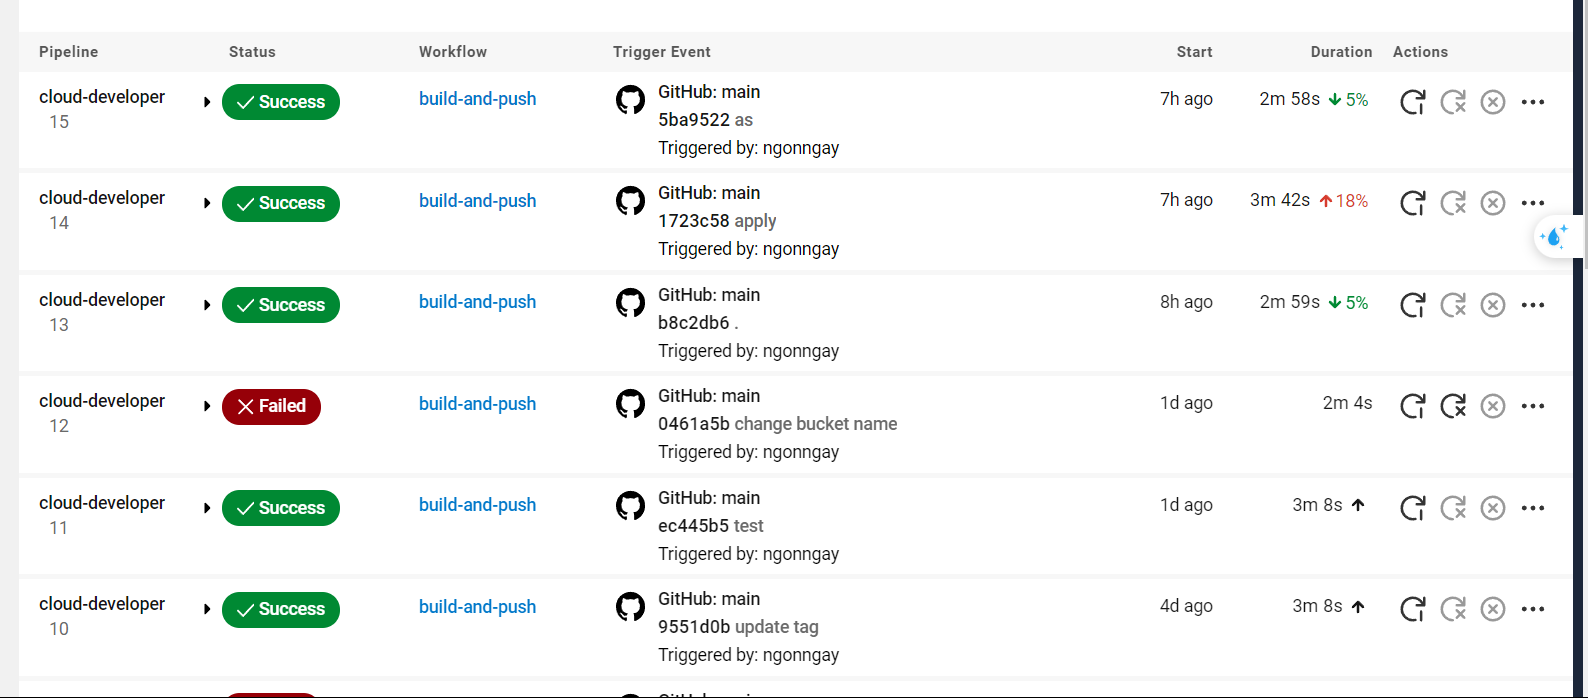 Pipeline Status Workflow Trigger Event Start Duration Actions
cloud-developer Success build-and-push GitHub: main 7h ago 2m 58s 5%
15 5ba9522 as
Triggered by: ngonngay
cloud-developer Success build-and-push GitHub: main 7h ago 3m 42s 18%
14 1723c58 apply
Triggered by: ngonngay
cloud-developer Success build-and-push GitHub: main 8h ago 2m 59s 5%
13 b8c2db6 .
Triggered by: ngonngay
cloud-developer Failed build-and-push GitHub: main 1d ago 2m 4s
12 0461a5b change bucket name
Triggered by: ngonngay
cloud-developer Success build-and-push GitHub: main 1d ago 3m 8s
11 ec445b5 test
Triggered by: ngonngay
cloud-developer Success build-and-push GitHub: main 4d ago 3m 8s
10 9551d0b update tag
Triggered by: ngonngay